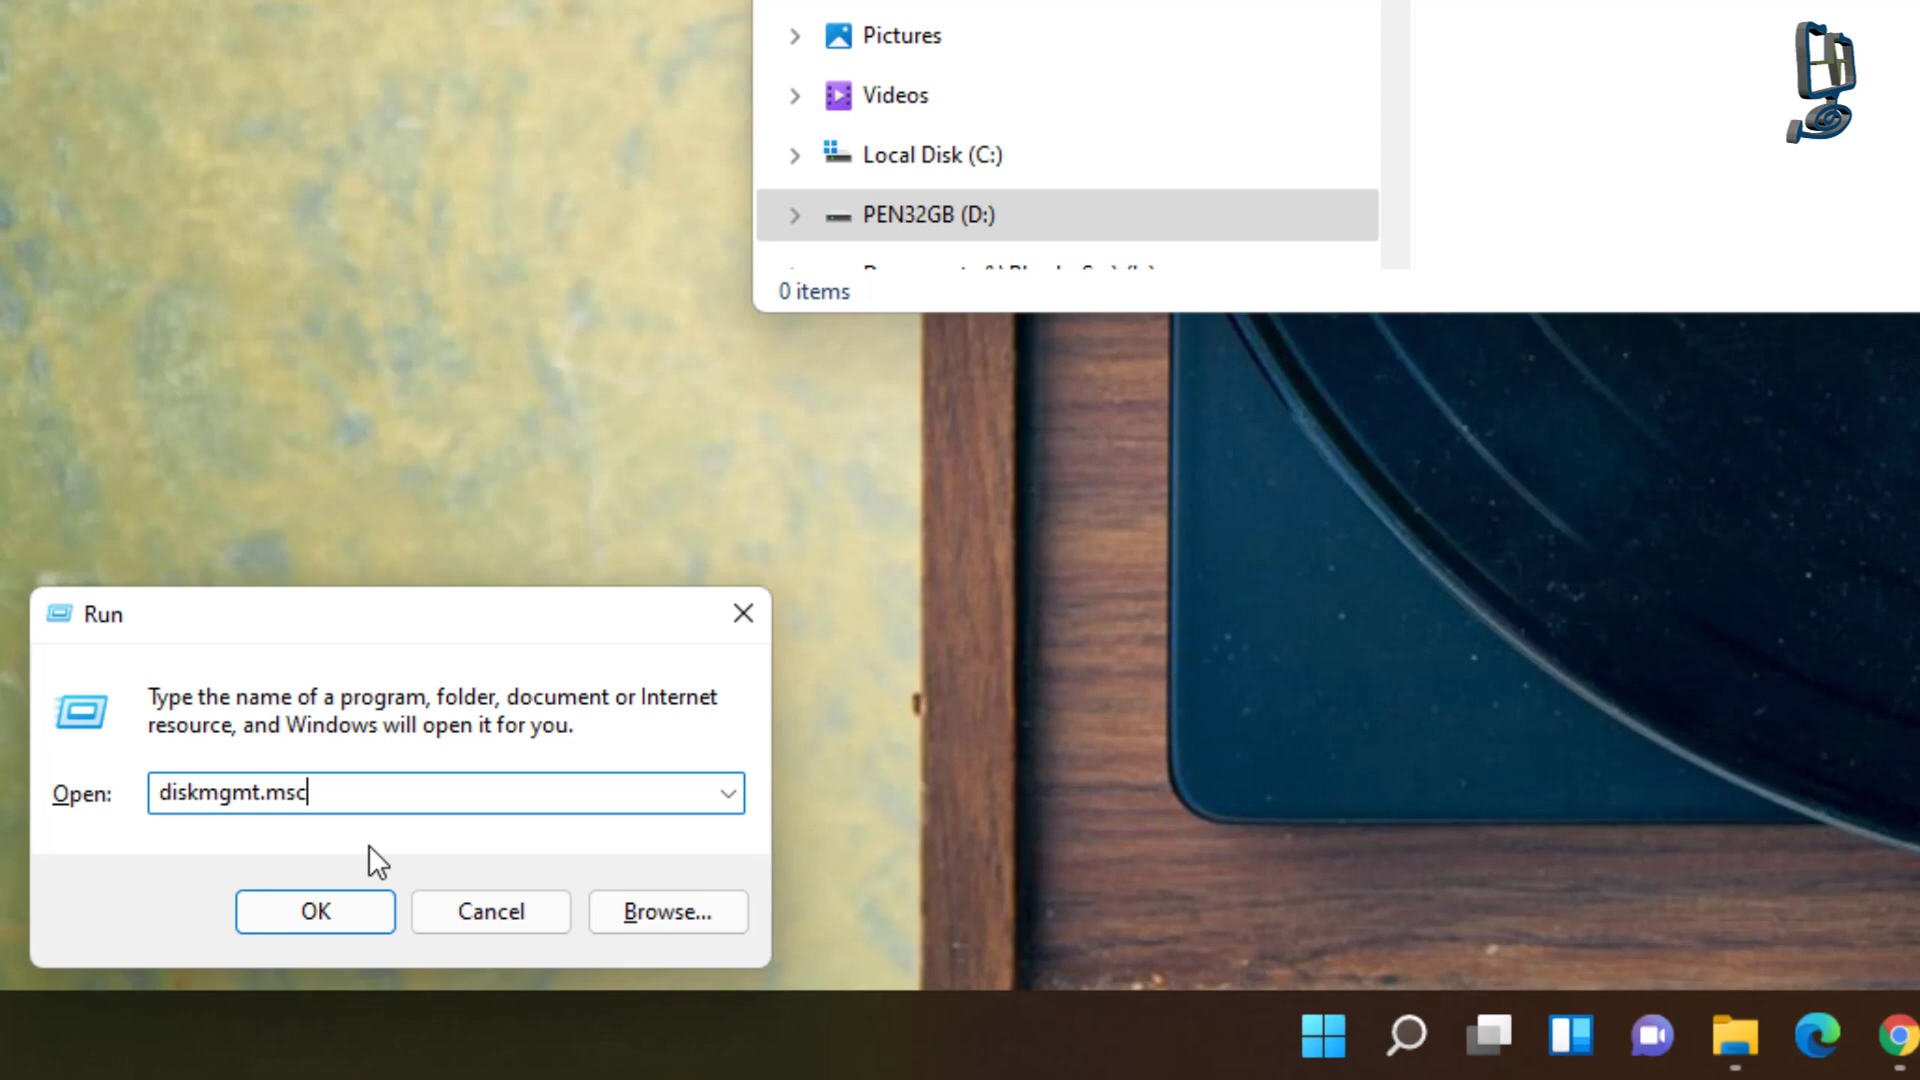 Pictures
Videos
Local Disk (C:)
PEN32GB (D:)
0 items
Run
Type the name of a program, folder, document or Internet
resource, and Windows will open it for you.
Open:
diskmgmt.msc
OK
Cancel
Browse...